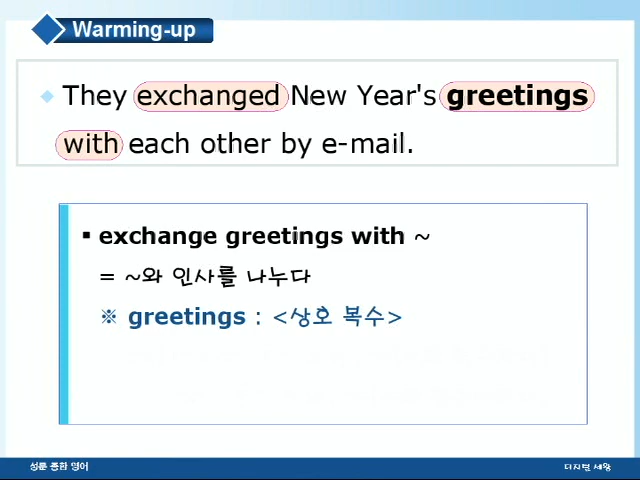 Warming-up
◆ They exchanged New Year's greetings
with each other by e-mail.
▪ exchange greetings with ~
= ~와 인사를 나누다
※ greetings : <상호 복수>
성문 종합 영어
디지털 세움